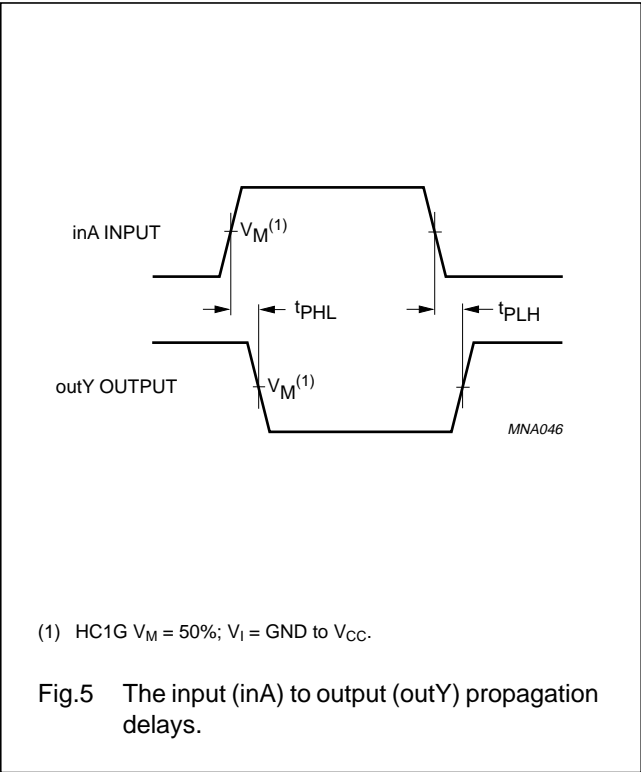 inA INPUT
VM(1)
tPHL
tPLH
outY OUTPUT
VM(1)
MNA046
(1) HC1G VM = 50%; VI = GND to VCC.
Fig.5 The input (inA) to output (outY) propagation
delays.